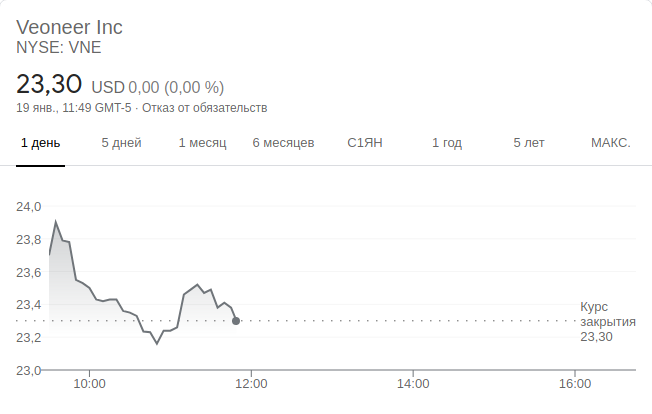 Veoneer Inc
NYSE: VNE
23,30 USD 0,00 (0,00 %)
19 янв., 11:49 GMT-5 · Отказ от обязательств
1 день 5 дней 1 месяц 6 месяцев С1ЯН 1 год 5 лет МАКС.
24,0
23,8
23,6
23,4
23,2
23,0
Курс
закрытия
23,30
10:00 12:00 14:00 16:00